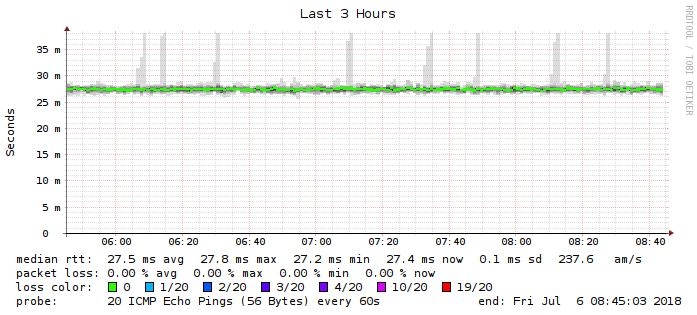 Last 3 Hours
RRDTOOL / TOBI OETIKER
Seconds
35 m
30 m
25 m
20 m
15 m
10 m
5 m
0
06:00 06:20 06:40 07:00 07:20 07:40 08:00 08:20 08:40
median rtt: 27.5 ms avg 27.8 ms max 27.2 ms min 27.4 ms now 0.1 ms sd 237.6 am/s
packet loss: 0.00 % avg 0.00 % max 0.00 % min 0.00 % now
loss color: 0 1/20 2/20 3/20 4/20 10/20 19/20
probe: 20 ICMP Echo Pings (56 Bytes) every 60s end: Fri Jul 6 08:45:03 2018